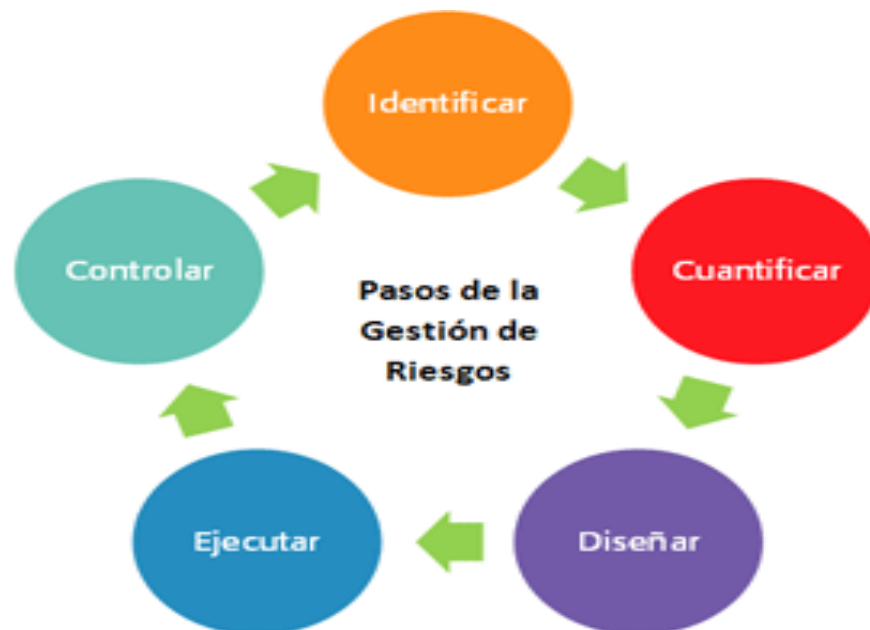 Identificar
Cuantificar
Diseñar
Ejecutar
Controlar
Pasos de la
Gestión de
Riesgos